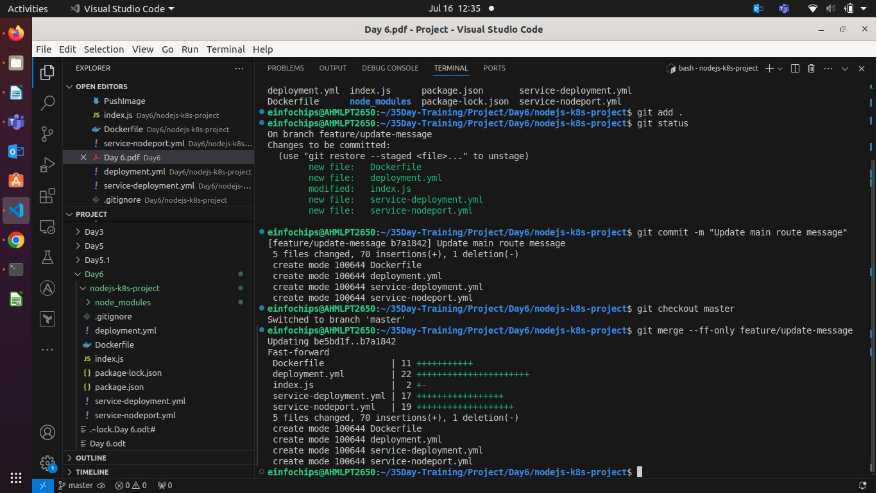 Activities
Visual Studio Code
Jul 16 12:35
Day 6.pdf - Project - Visual Studio Code
File Edit Selection View Go Run Terminal Help
EXPLORER
OPEN EDITORS
PushImage
index.js Day6/nodejs-k8s-project
Dockerfile Day6/nodejs-k8s-project
service-nodeport.yml Day6/nodejs-k8s...
Day 6.pdf Day6
deployment.yml Day6/nodejs-k8s-project
service-deployment.yml Day6/nodejs-k...
.gitignore Day6/nodejs-k8s-project
PROJECT
Day3
Day5
Day5.1
Day6
nodejs-k8s-project
node_modules
.gitignore
deployment.yml
Dockerfile
index.js
package-lock.json
package.json
service-deployment.yml
service-nodeport.yml
.~lock.Day 6.odt#
Day 6.odt
OUTLINE
TIMELINE
PROBLEMS OUTPUT DEBUG CONSOLE TERMINAL PORTS
bash - nodejs-k8s-project
deployment.yml index.js package.json service-deployment.yml
Dockerfile node_modules package-lock.json service-nodeport.yml
einfochips@AHMLPT2650:~/35Day-Training/Project/Day6/nodejs-k8s-project$ git add .
einfochips@AHMLPT2650:~/35Day-Training/Project/Day6/nodejs-k8s-project$ git status
On branch feature/update-message
Changes to be committed:
(use "git restore --staged <file>..." to unstage)
new file: Dockerfile
new file: deployment.yml
modified: index.js
new file: service-deployment.yml
new file: service-nodeport.yml
einfochips@AHMLPT2650:~/35Day-Training/Project/Day6/nodejs-k8s-project$ git commit -m "Update main route message"
[feature/update-message b7a1842] Update main route message
5 files changed, 70 insertions(+), 1 deletion(-)
create mode 100644 Dockerfile
create mode 100644 deployment.yml
create mode 100644 service-deployment.yml
create mode 100644 service-nodeport.yml
einfochips@AHMLPT2650:~/35Day-Training/Project/Day6/nodejs-k8s-project$ git checkout master
Switched to branch 'master'
einfochips@AHMLPT2650:~/35Day-Training/Project/Day6/nodejs-k8s-project$ git merge --ff-only feature/update-message
Updating be5bd1f..b7a1842
Fast-forward
Dockerfile | 11 +++++++++++
deployment.yml | 22 ++++++++++++++++++++++
index.js | 2 +-
service-deployment.yml | 17 +++++++++++++++++
service-nodeport.yml | 19 +++++++++++++++++++
5 files changed, 70 insertions(+), 1 deletion(-)
create mode 100644 Dockerfile
create mode 100644 deployment.yml
create mode 100644 service-deployment.yml
create mode 100644 service-nodeport.yml
einfochips@AHMLPT2650:~/35Day-Training/Project/Day6/nodejs-k8s-project$
master 0 0 0